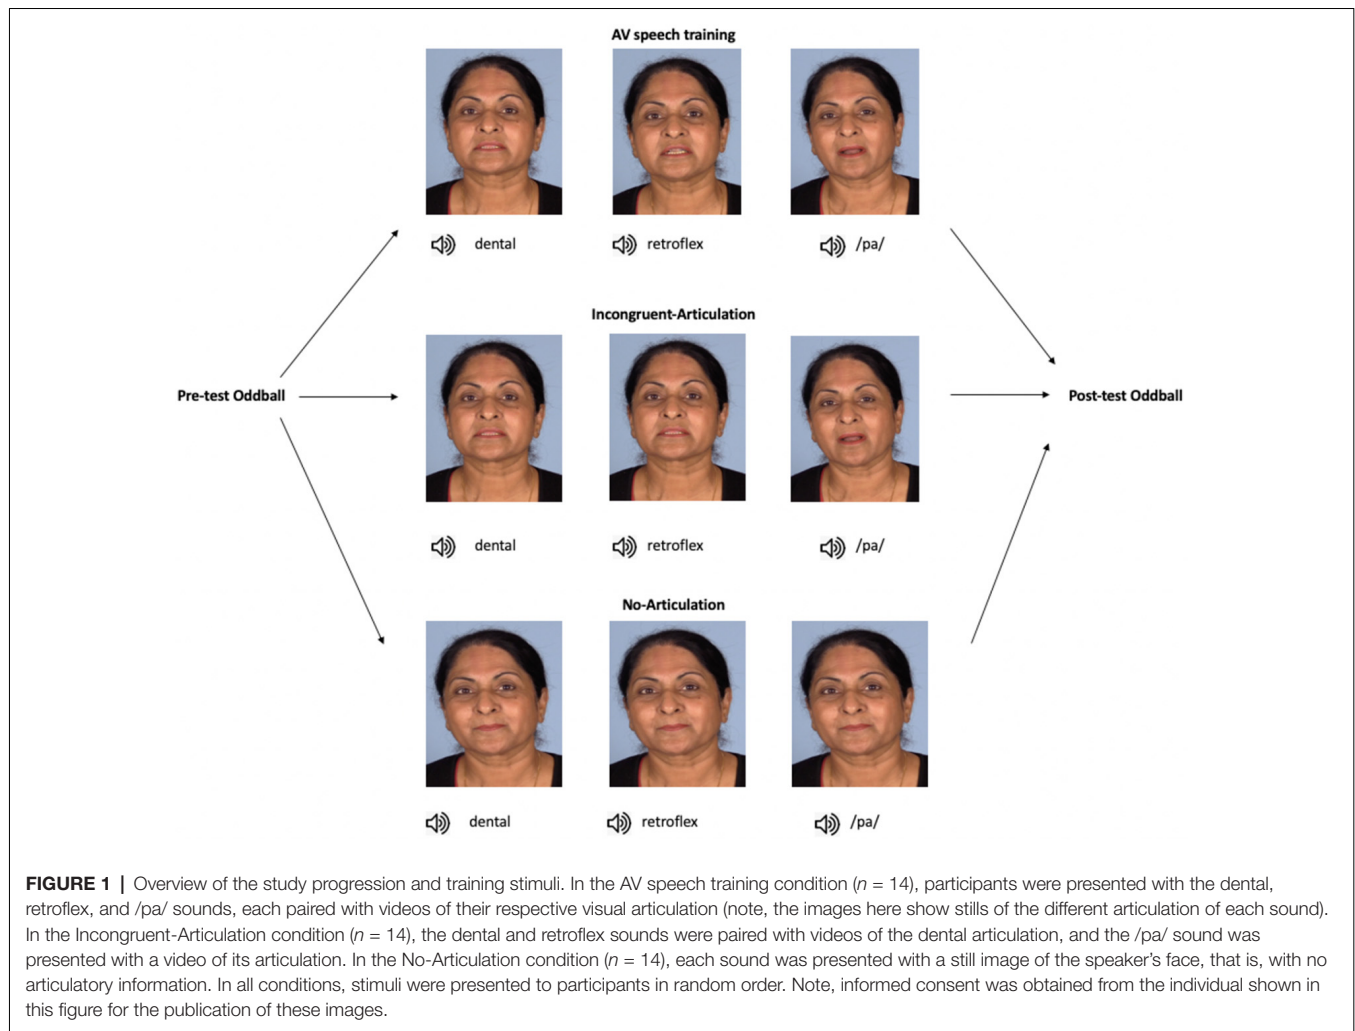 AV speech training
dental retroflex /pa/
Incongruent-Articulation
Pre-test Oddball Post-test Oddball
dental retroflex /pa/
No-Articulation
dental retroflex /pa/
FIGURE 1 | Overview of the study progression and training stimuli. In the AV speech training condition (n = 14), participants were presented with the dental,
retroflex, and /pa/ sounds, each paired with videos of their respective visual articulation (note, the images here show stills of the different articulation of each sound).
In the Incongruent-Articulation condition (n = 14), the dental and retroflex sounds were paired with videos of the dental articulation, and the /pa/ sound was
presented with a video of its articulation. In the No-Articulation condition (n = 14), each sound was presented with a still image of the speaker’s face, that is, with no
articulatory information. In all conditions, stimuli were presented to participants in random order. Note, informed consent was obtained from the individual shown in
this figure for the publication of these images.